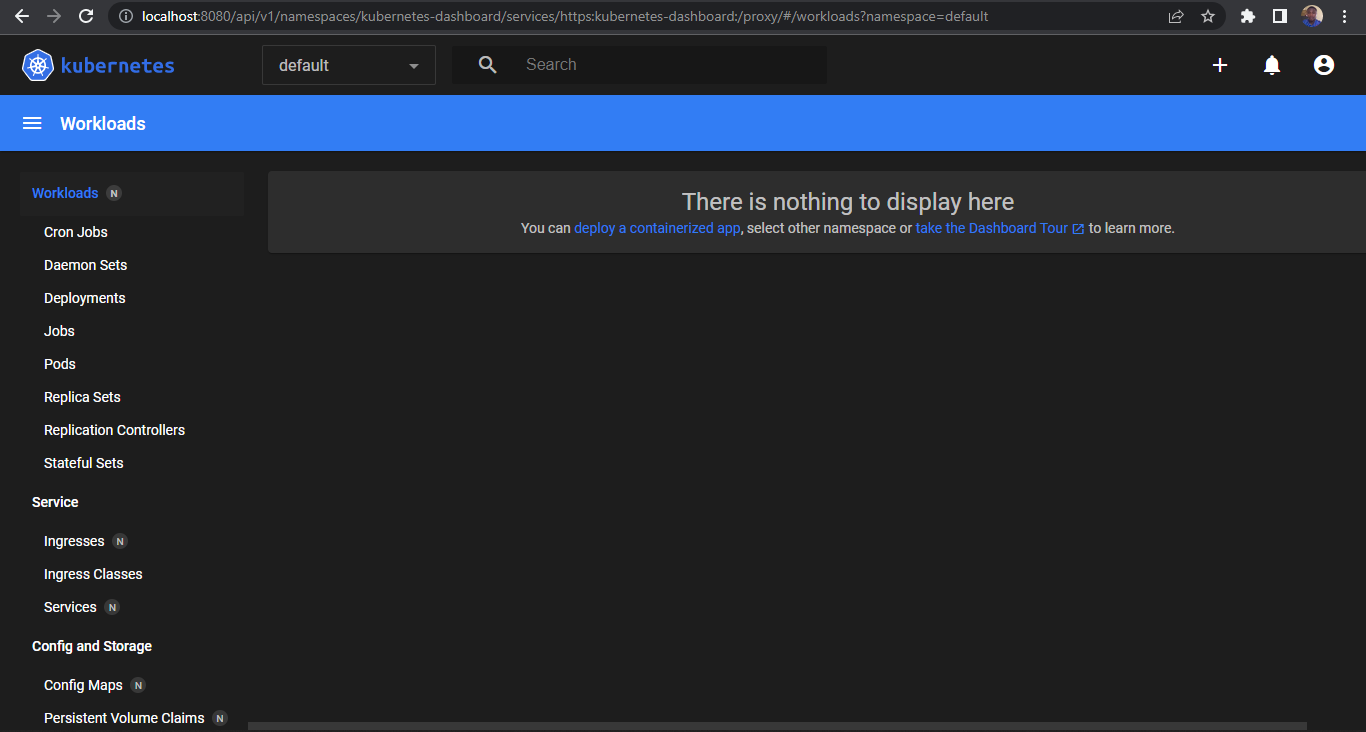 localhost:8080/api/v1/namespaces/kubernetes-dashboard/services/https:kubernetes-dashboard:/proxy/#/workloads?namespace=default
kubernetes
default
Search
Workloads
Workloads N
Cron Jobs
Daemon Sets
Deployments
Jobs
Pods
Replica Sets
Replication Controllers
Stateful Sets
Service
Ingresses N
Ingress Classes
Services N
Config and Storage
Config Maps N
Persistent Volume Claims N
There is nothing to display here
You can deploy a containerized app, select other namespace or take the Dashboard Tour to learn more.